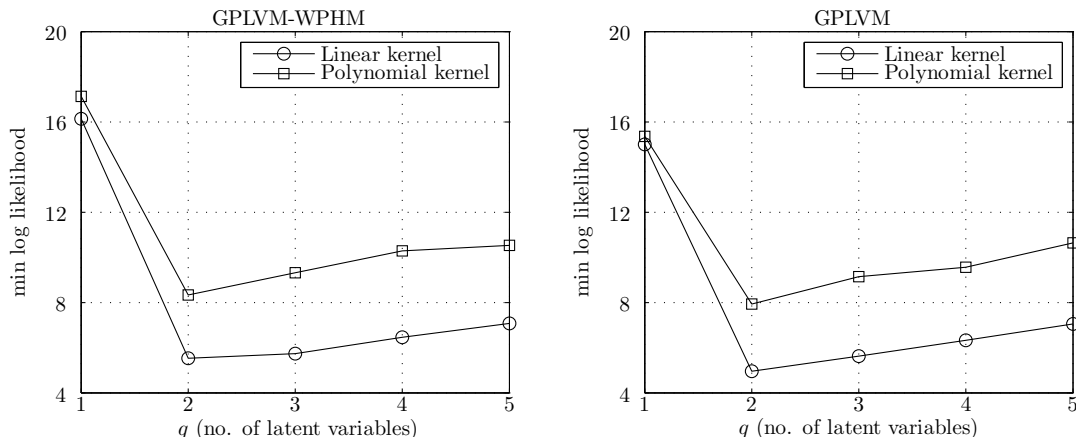 GPLVM-WPHM
20
16
12
8
4
min log likelihood
Linear kernel
Polynomial kernel
1 2 3 4 5
q (no. of latent variables)
GPLVM
20
16
12
8
4
min log likelihood
Linear kernel
Polynomial kernel
1 2 3 4 5
q (no. of latent variables)